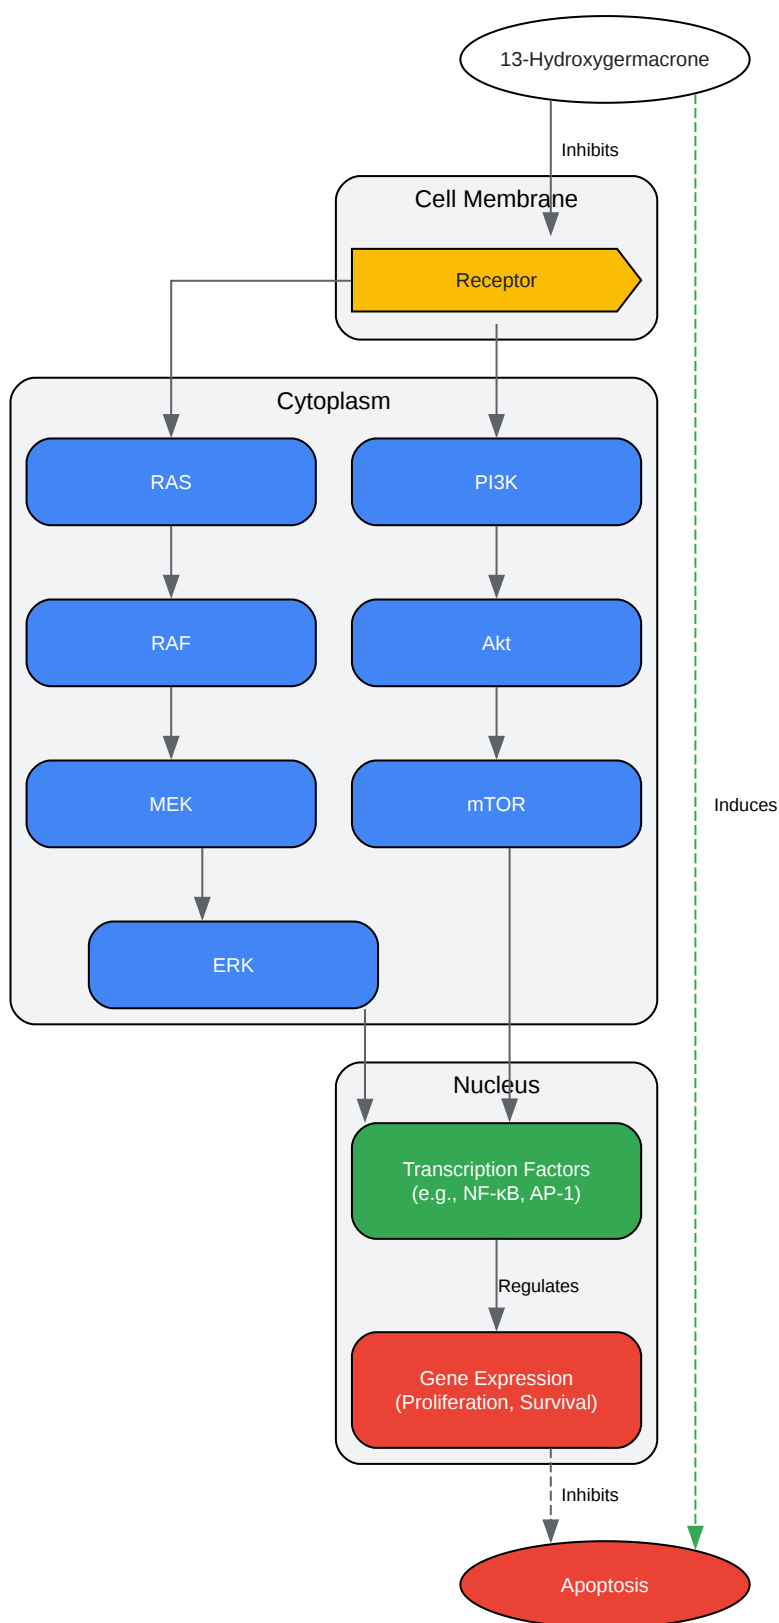 13-Hydroxygermacrone
Inhibits
Cell Membrane
Receptor
Cytoplasm
RAS
PI3K
RAF
Akt
MEK
mTOR
Induces
ERK
Nucleus
Transcription Factors
(e.g., NF-κB, AP-1)
Regulates
Gene Expression
(Proliferation, Survival)
Inhibits
Apoptosis